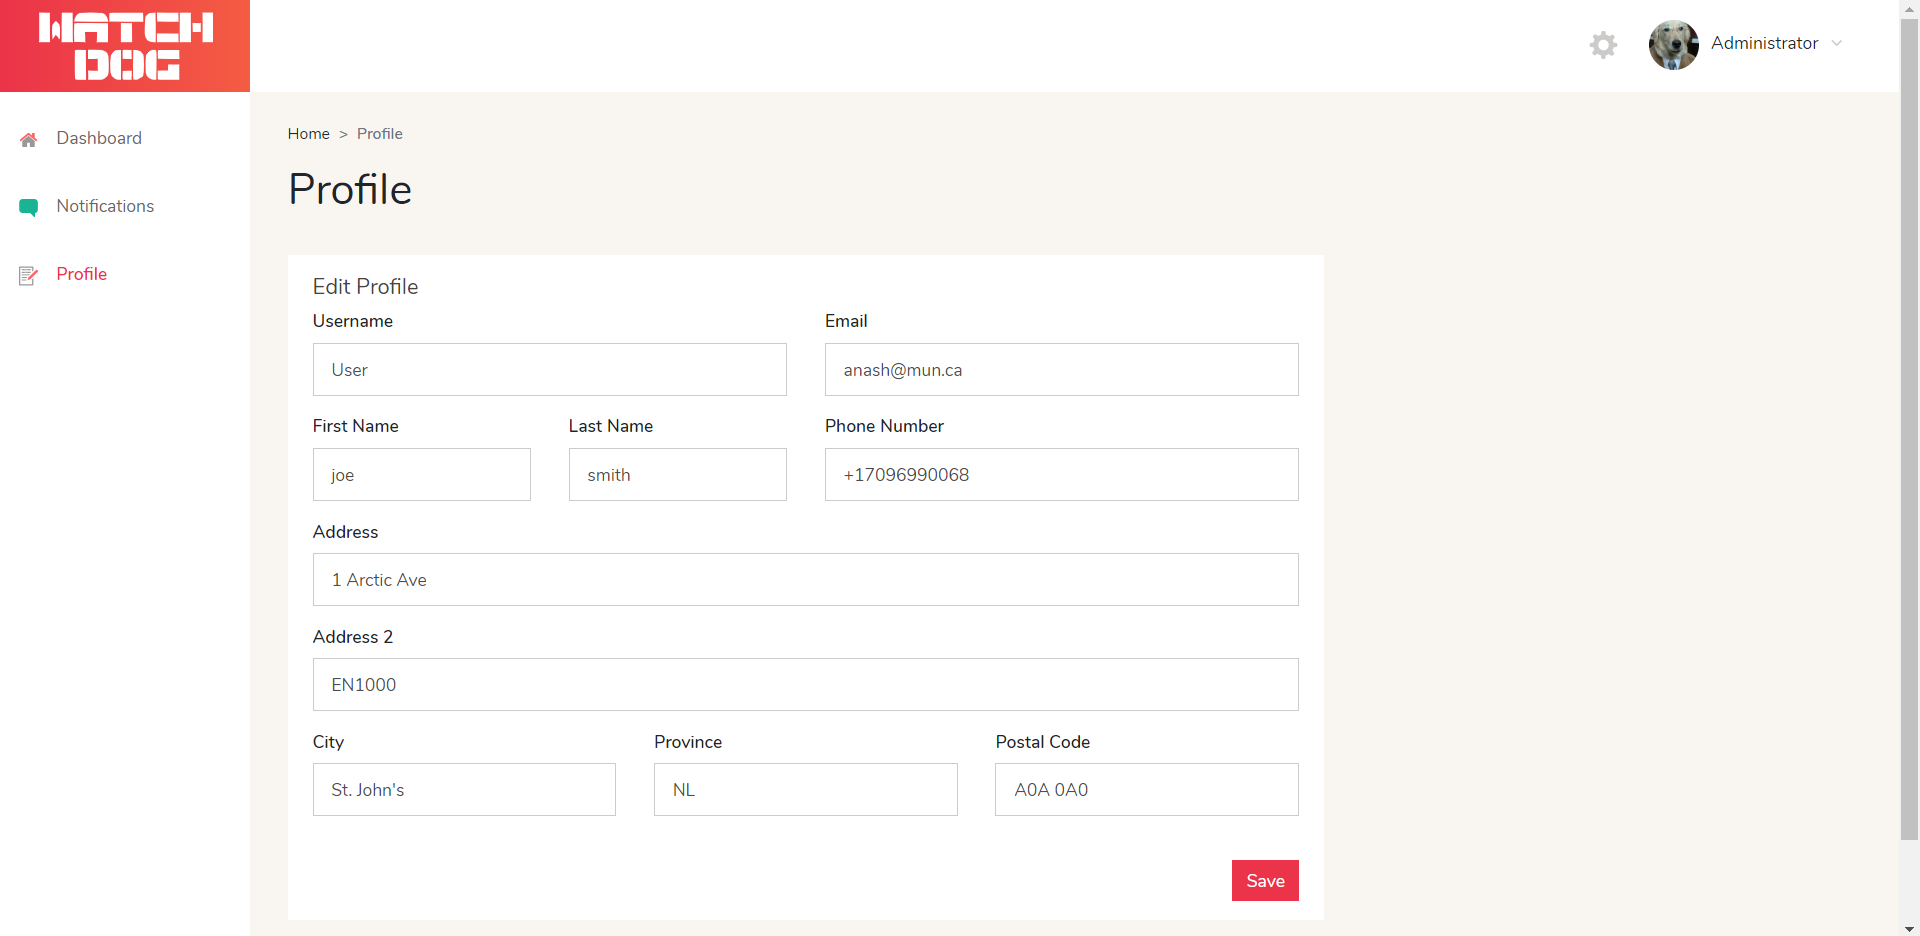 WATCH
DOG
Administrator
Dashboard
Notifications
Profile
Home > Profile
Profile
Edit Profile
Username
Email
User
anash@mun.ca
First Name
Last Name
Phone Number
joe
smith
+17096990068
Address
1 Arctic Ave
Address 2
EN1000
City
Province
Postal Code
St. John's
NL
A0A 0A0
Save